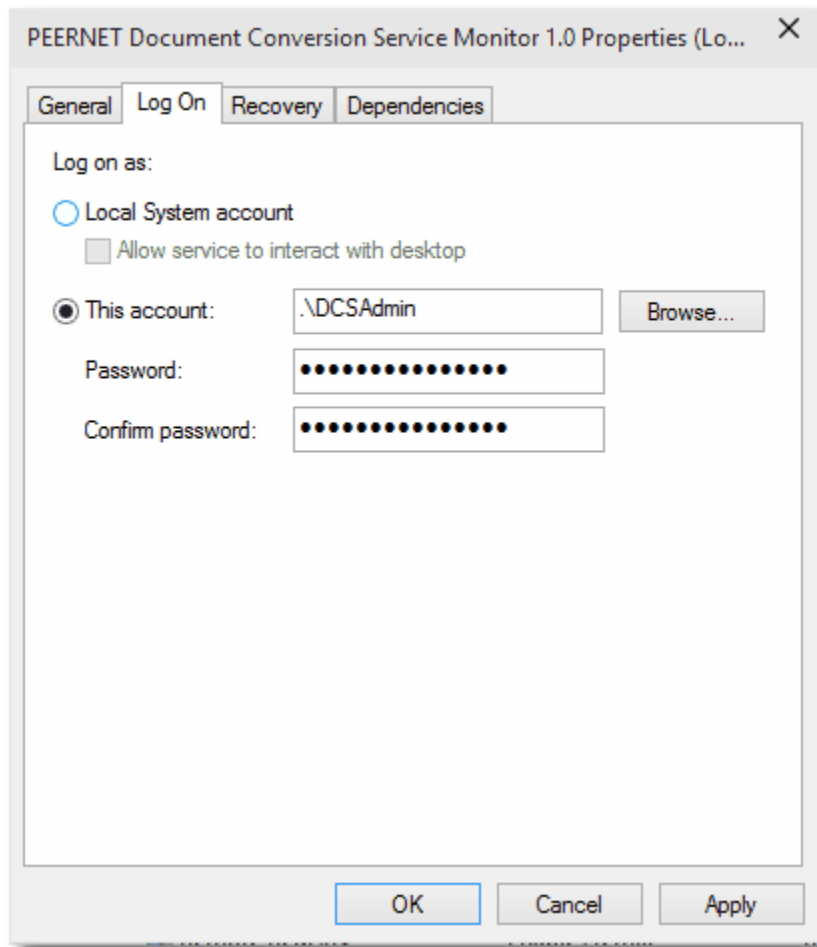 PEERNET Document Conversion Service Monitor 1.0 Properties (Lo...
General Log On Recovery Dependencies
Log on as:
Local System account
Allow service to interact with desktop
This account: .\DCSAdmin Browse...
Password: ●●●●●●●●●●●●●●●
Confirm password: ●●●●●●●●●●●●●●●
OK Cancel Apply